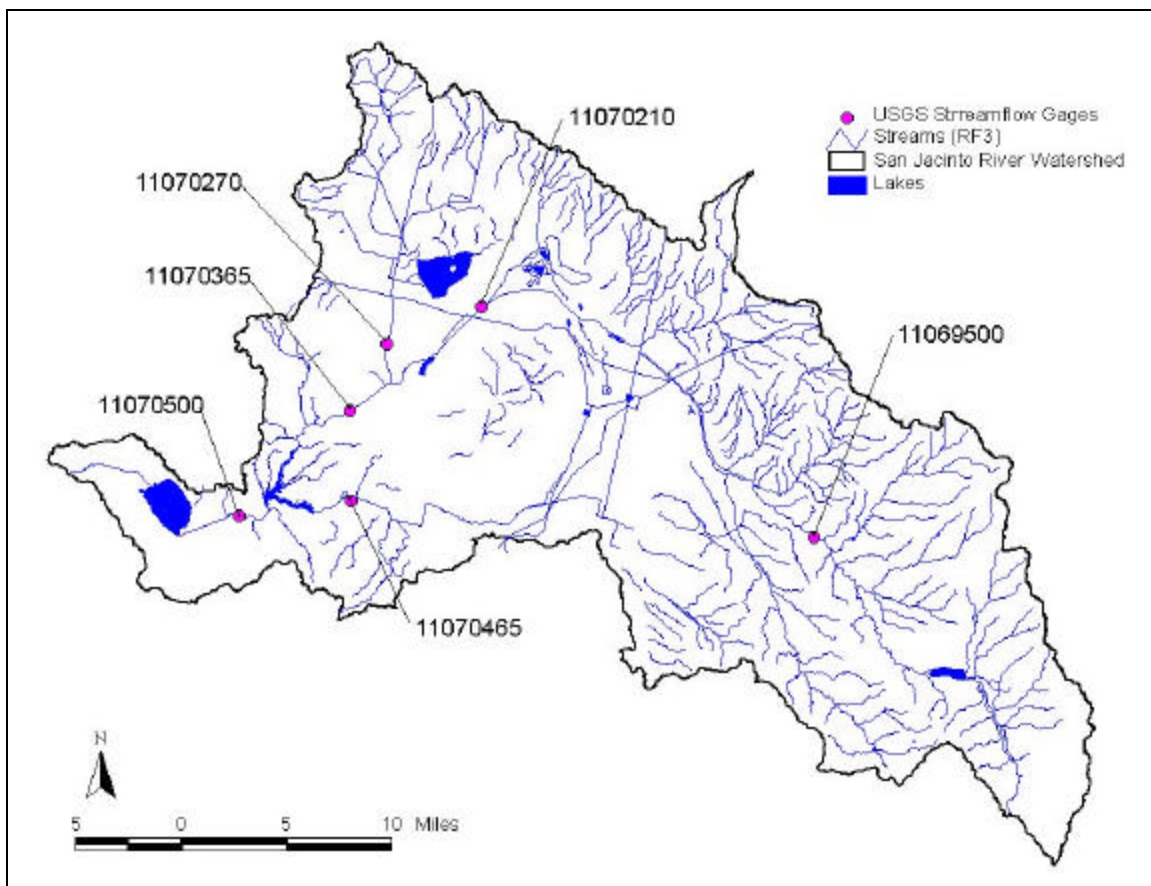 11070210
USGS Strreamflow Gages
Streams (RF3)
San Jacinto River Watershed
Lakes
11070270
11070365
11069500
11070500
11070465
N
5 0 5 10 Miles